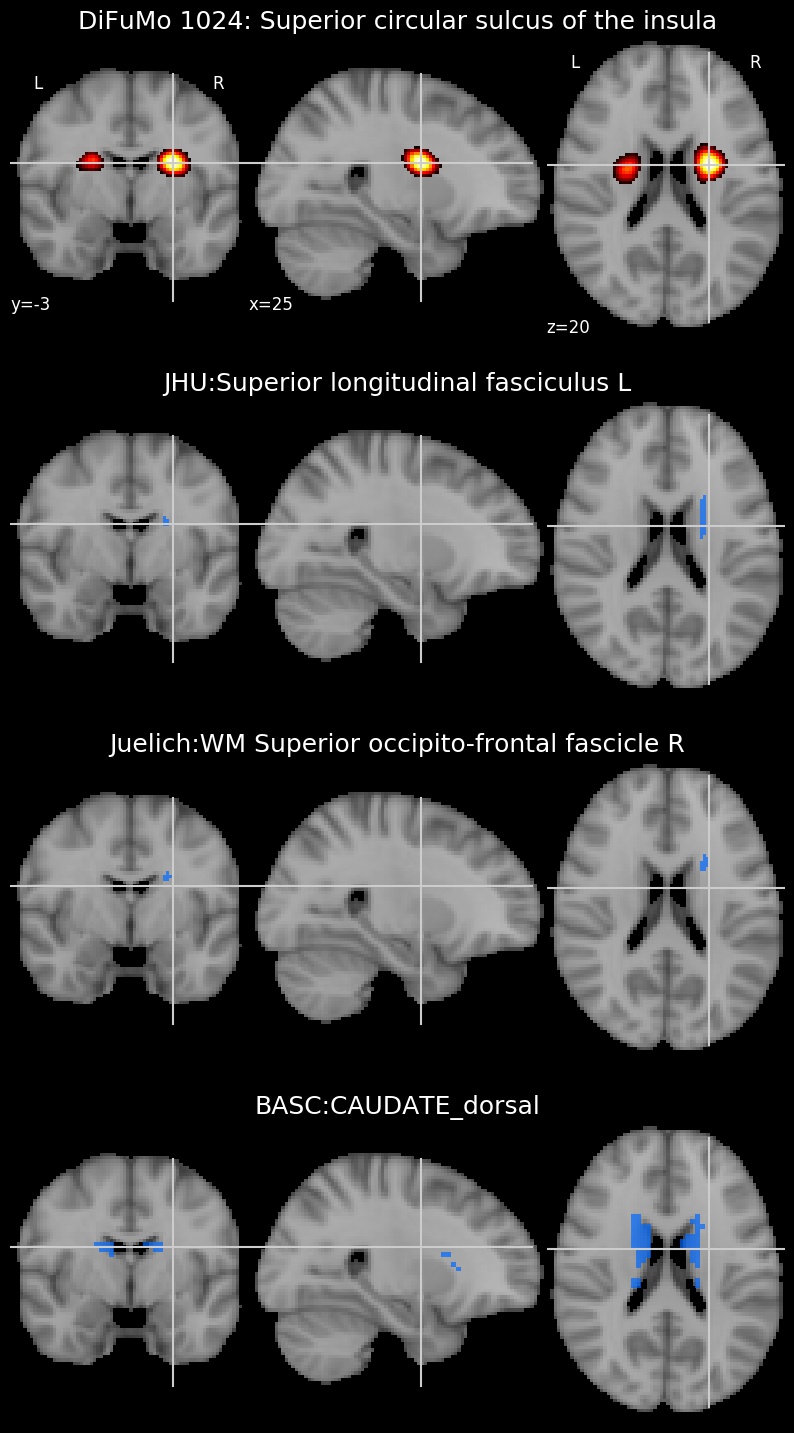 DiFuMo 1024: Superior circular sulcus of the insula
L R
L R
y=-3 x=25
z=20
JHU:Superior longitudinal fasciculus L
Juelich:WM Superior occipito-frontal fascicle R
BASC:CAUDATE_dorsal